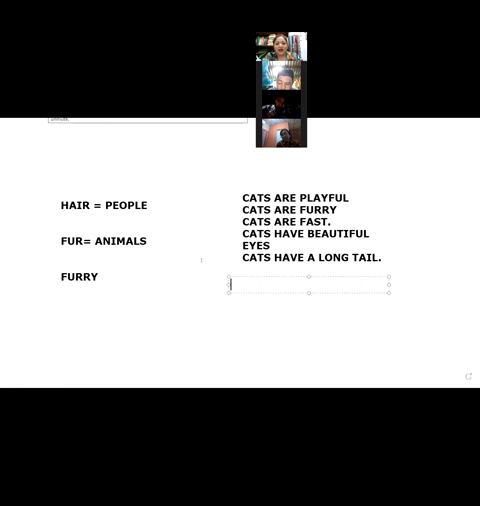 unmute.
HAIR = PEOPLE
FUR= ANIMALS
FURRY
CATS ARE PLAYFUL
CATS ARE FURRY
CATS ARE FAST.
CATS HAVE BEAUTIFUL
EYES
CATS HAVE A LONG TAIL.